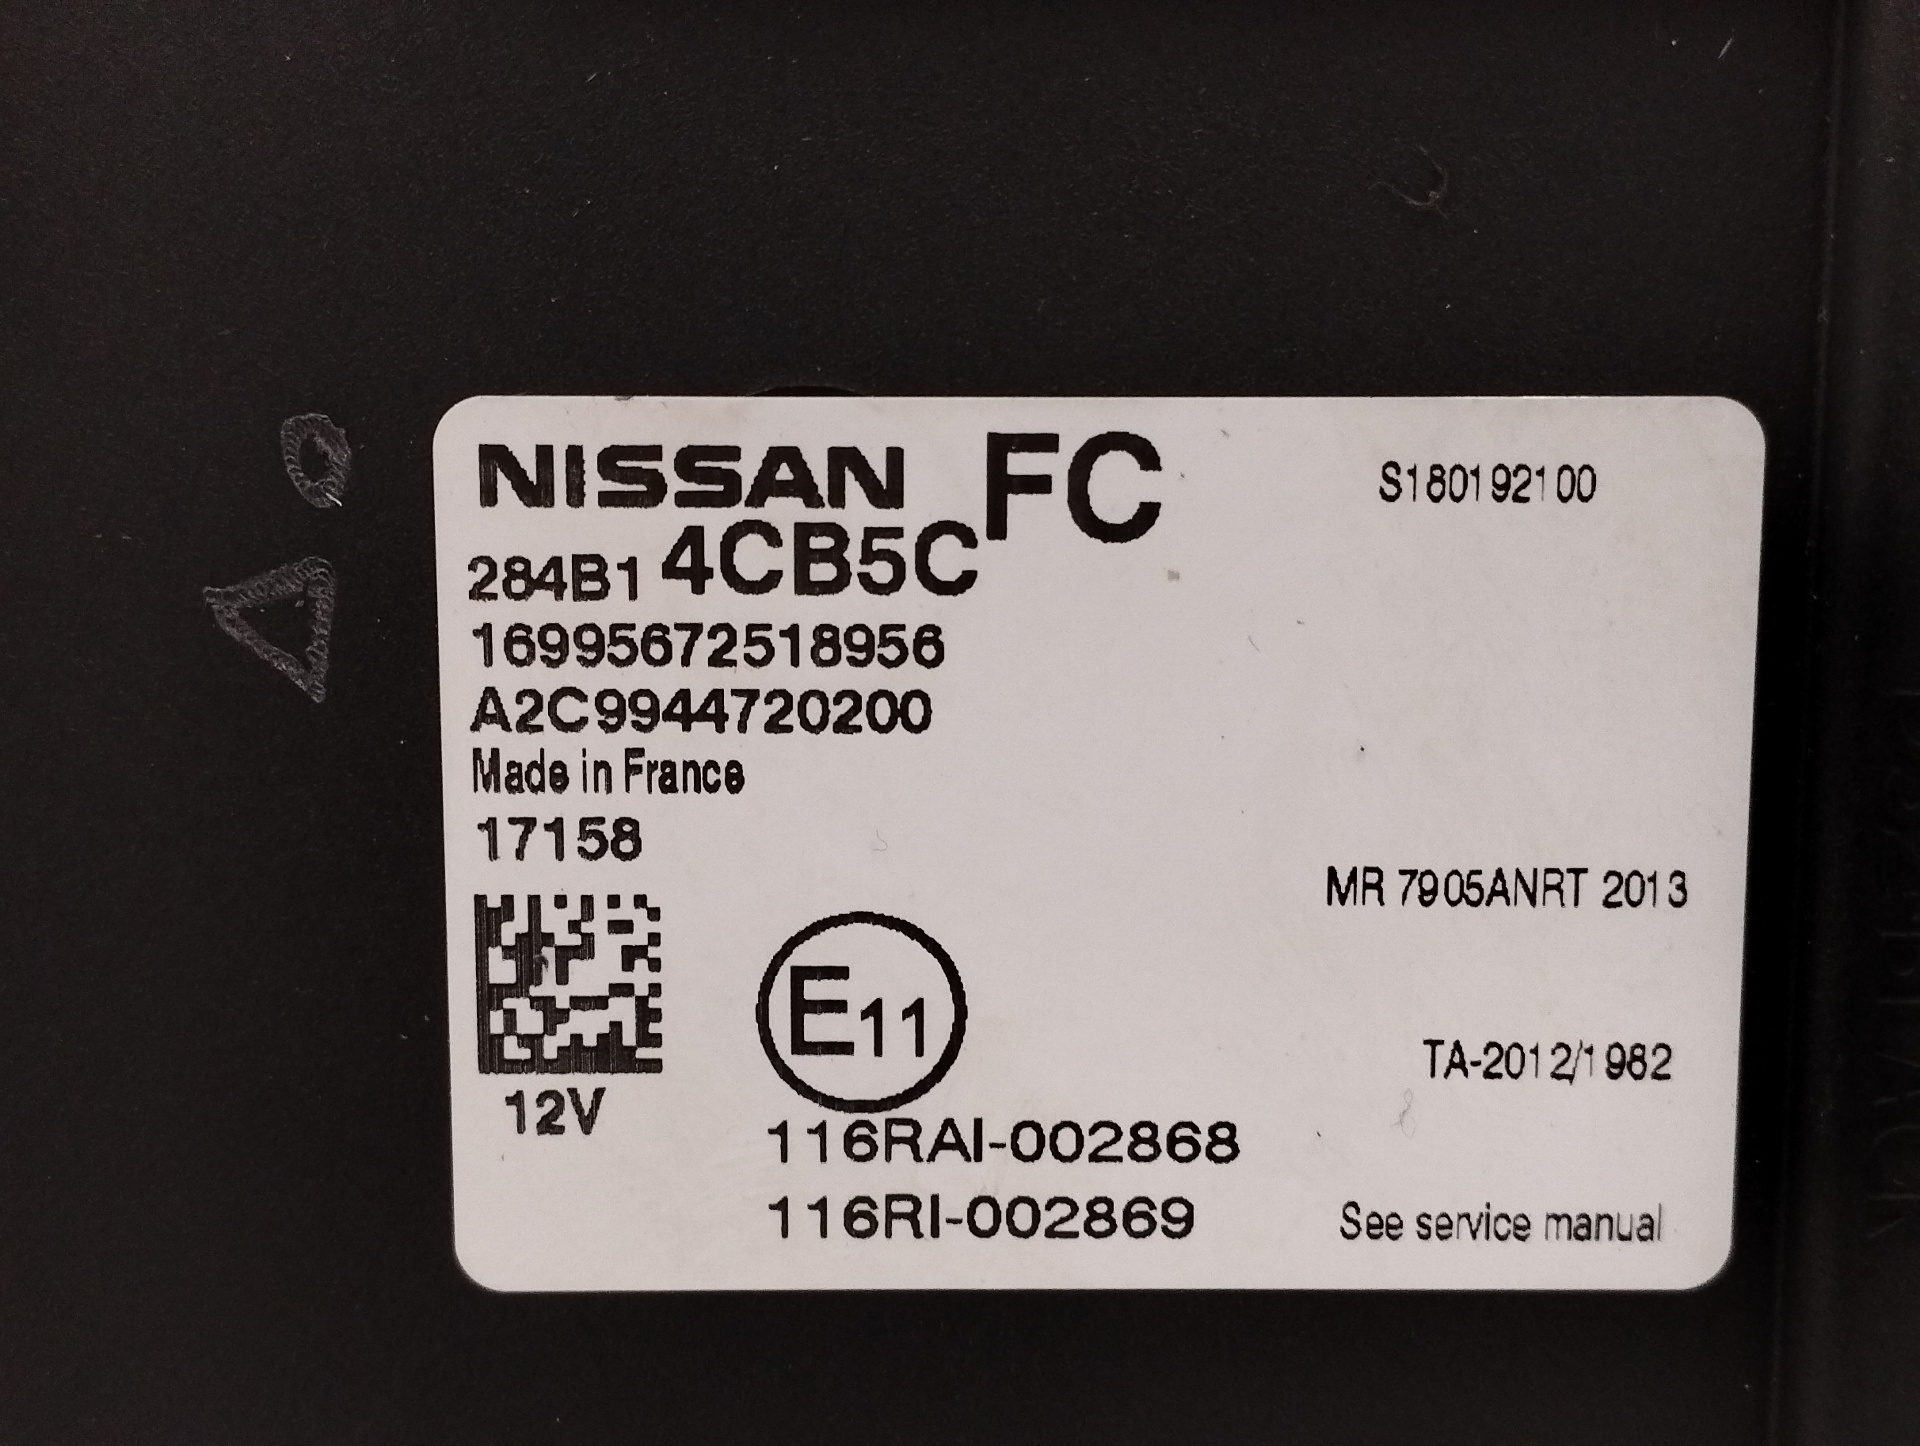 NISSAN FC
S180192100
284B1 4CB5C
16995672518956
A2C9944720200
Made in France
17158
MR 7905ANRT 2013
E11
TA-2012/1982
12V
116RAI-002868
116RI-002869
See service manual